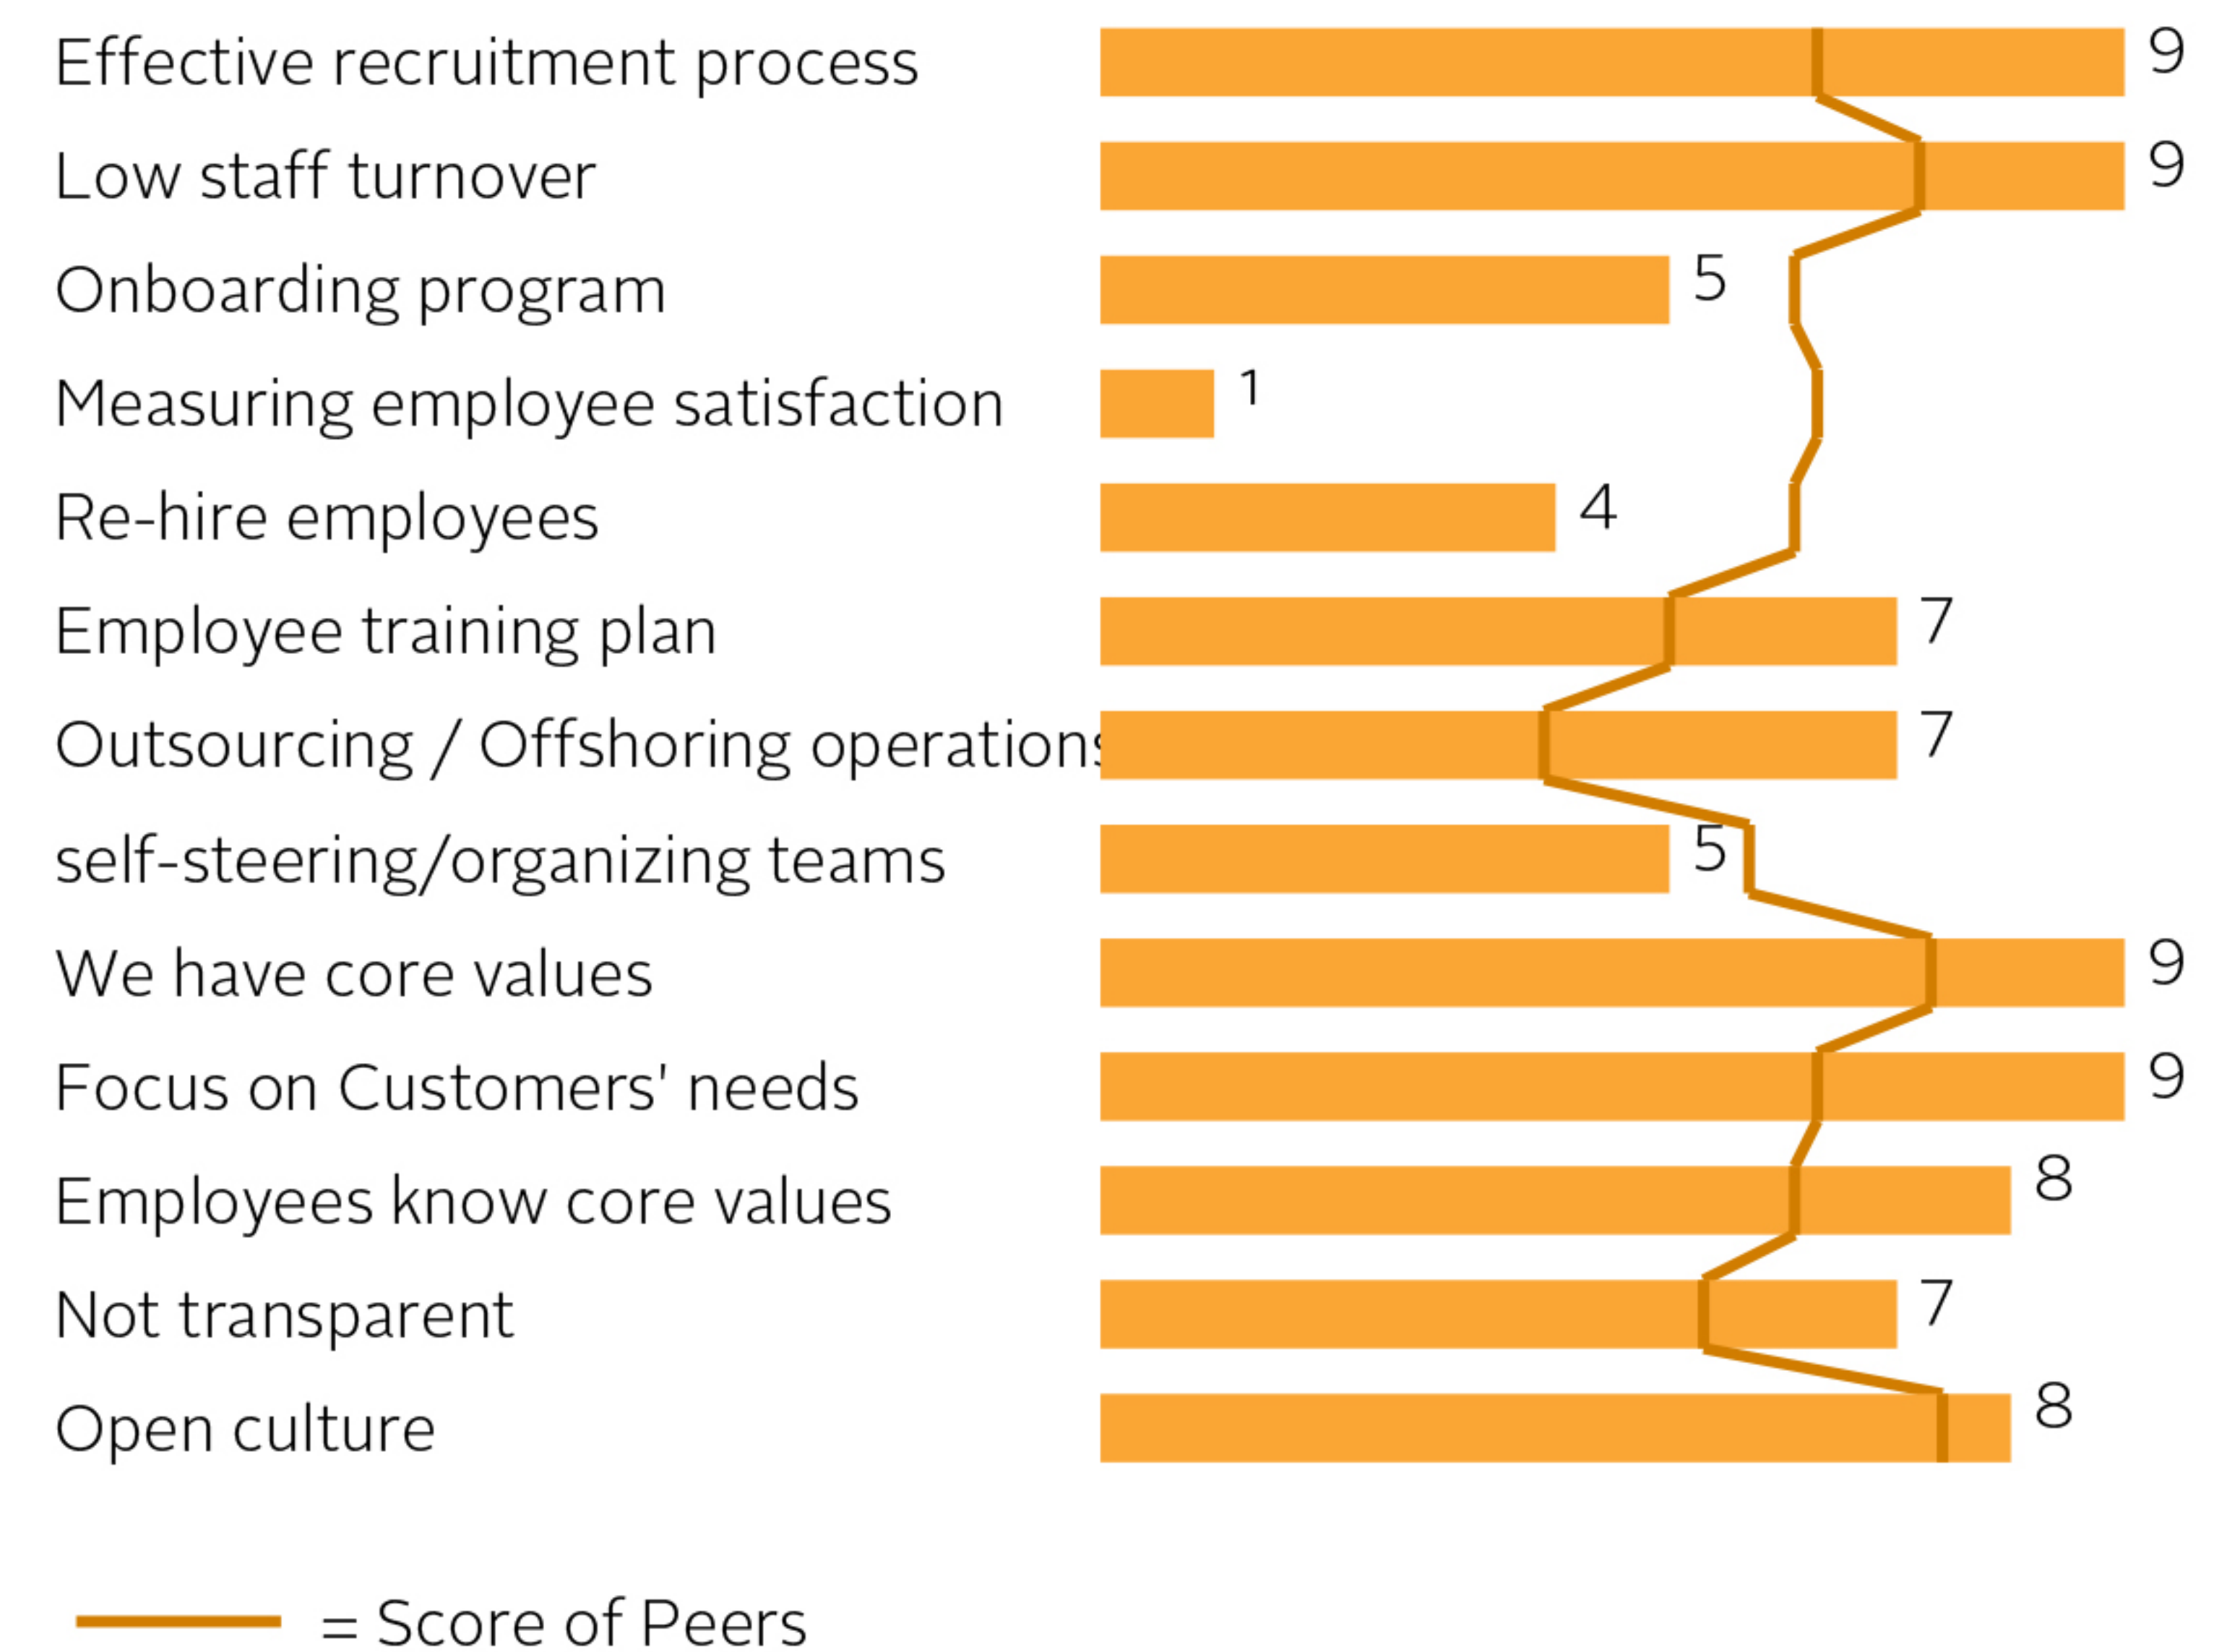 Effective recruitment process 9
Low staff turnover 9
Onboarding program 5
Measuring employee satisfaction 1
Re-hire employees 4
Employee training plan 7
Outsourcing / Offshoring operations 7
self-steering/organizing teams 5
We have core values 9
Focus on Customers' needs 9
Employees know core values 8
Not transparent 7
Open culture 8
= Score of Peers